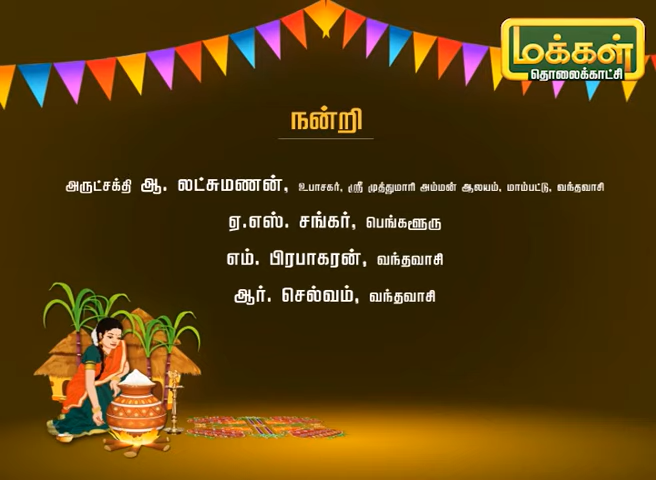 மக்கள்
தொலைக்காட்சி
நன்றி
அருட்சக்தி ஆ. லட்சுமணன், உபாசகர், ஸ்ரீ முத்துமாரி அம்மன் ஆலயம், மாம்பட்டு, வந்தவாசி
ஏ.எஸ். சங்கர், பெங்களூரு
எம். பிரபாகரன், வந்தவாசி
ஆர். செல்வம், வந்தவாசி